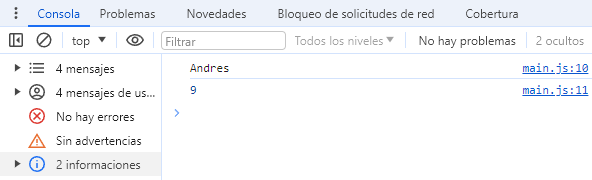 Consola Problemas Novedades Bloqueo de solicitudes de red Cobertura
top Filtrar Todos los niveles No hay problemas 2 ocultos
4 mensajes
4 mensajes de us...
No hay errores
Sin advertencias
2 informaciones
Andres main.js:10
9 main.js:11